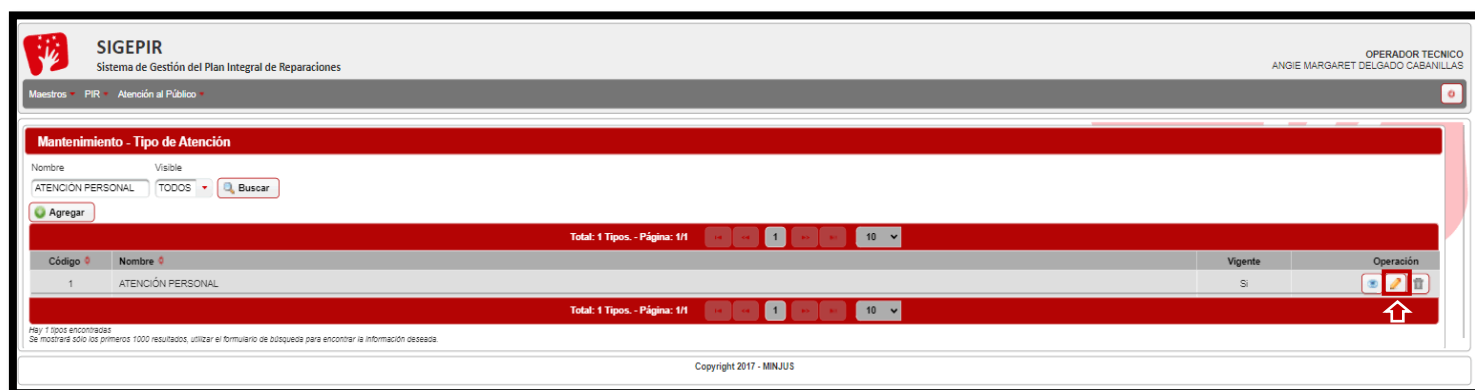 SIGEPIR
Sistema de Gestión del Plan Integral de Reparaciones
OPERADOR TECNICO
ANGIE MARGARET DELGADO CABANILLAS
Maestros PIR Atención al Público
Mantenimiento - Tipo de Atención
Nombre Visible
ATENCIÓN PERSONAL TODOS Buscar
Agregar
Total: 1 Tipos. - Página: 1/1 1 10
Código Nombre Vigente Operación
1 ATENCIÓN PERSONAL Si
Total: 1 Tipos. - Página: 1/1 1 10
Hay 1 tipos encontradas
Se mostrará sólo los primeros 1000 resultados, utilizar el formulario de búsqueda para encontrar la información deseada.
Copyright 2017 - MINJUS